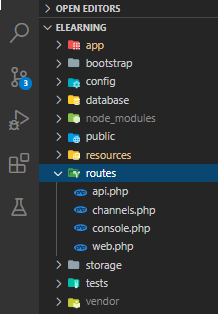 OPEN EDITORS
ELEARNING
app
bootstrap
config
database
node_modules
public
resources
routes
api.php
channels.php
console.php
web.php
storage
tests
vendor
3